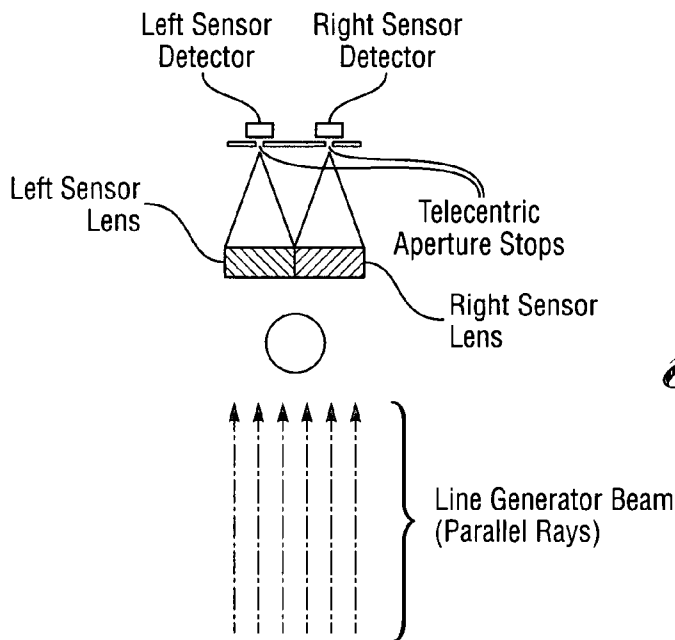 Left Sensor
Detector
Right Sensor
Detector
Left Sensor
Lens
Telecentric
Aperture Stops
Right Sensor
Lens
Line Generator Beam
(Parallel Rays)